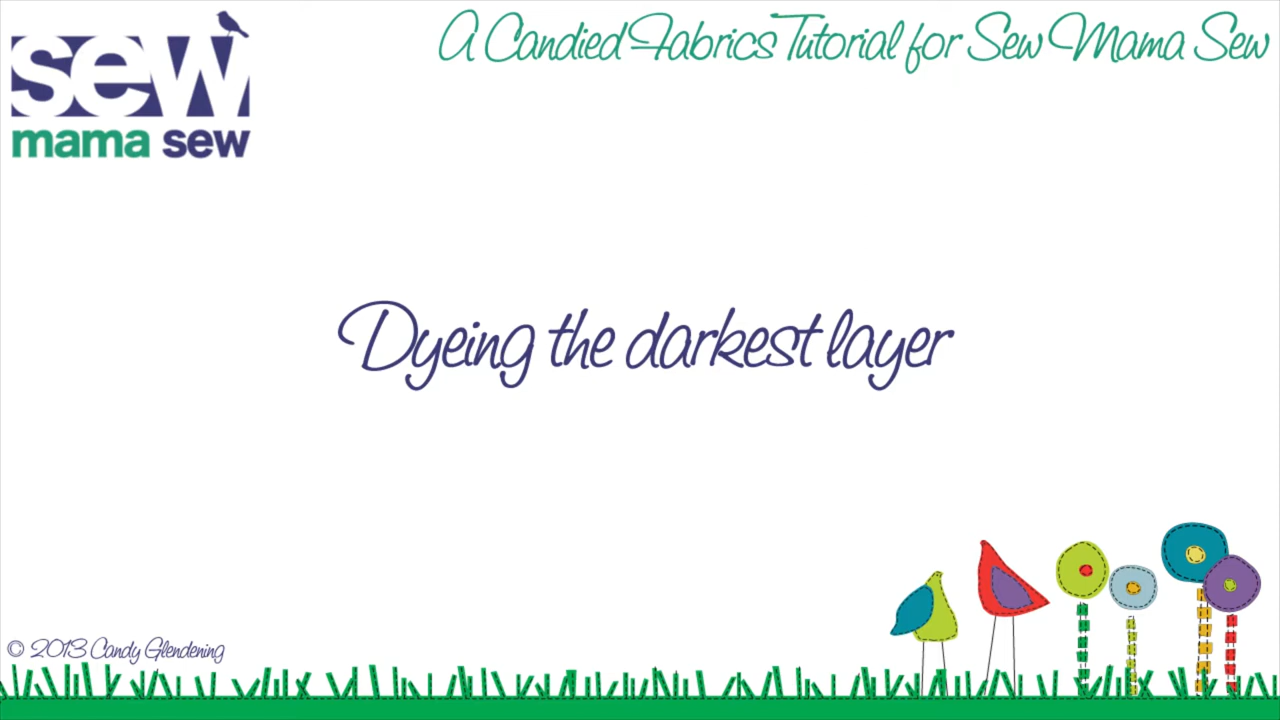 sew
mama sew
A Candied Fabrics Tutorial for Sew Mama Sew
Dyeing the darkest layer
© 2013 Candy Glendening